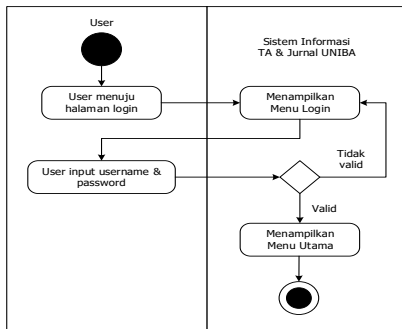 User
Sistem Informasi
TA & Jurnal UNIBA
User menuju
halaman login
Menampilkan
Menu Login
User input username &
password
Tidak
valid
Valid
Menampilkan
Menu Utama